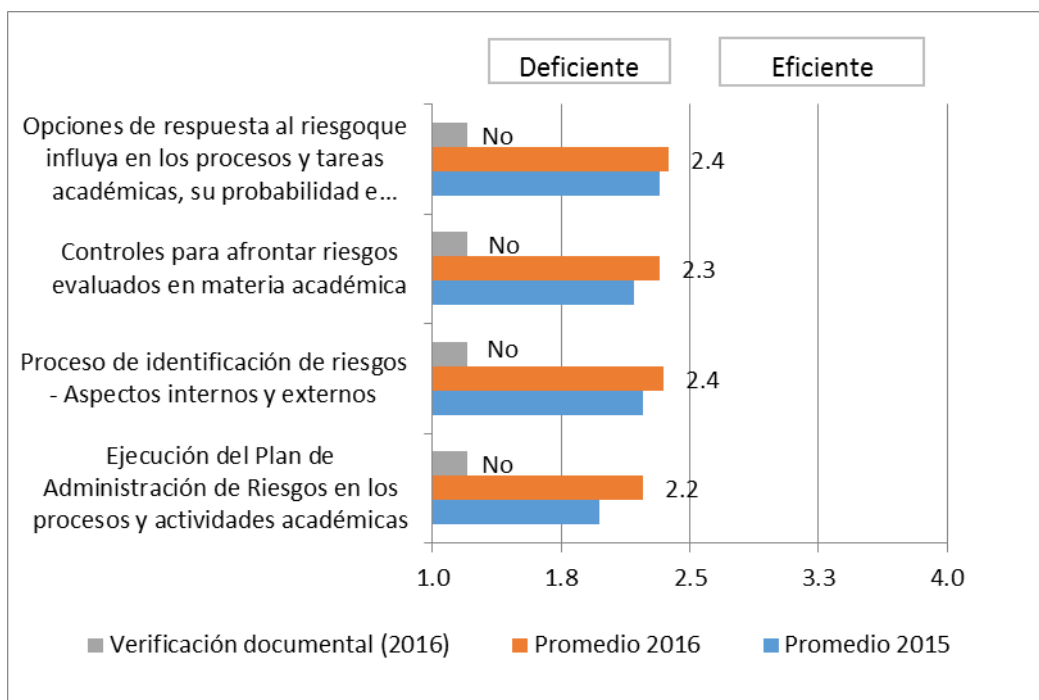 Deficiente
Eficiente
Opciones de respuesta al riesgoque
influya en los procesos y tareas
académicas, su probabilidad e...
No
2.4
Controles para afrontar riesgos
evaluados en materia académica
No
2.3
Proceso de identificación de riesgos
- Aspectos internos y externos
No
2.4
Ejecución del Plan de
Administración de Riesgos en los
procesos y actividades académicas
No
2.2
1.0
1.8
2.5
3.3
4.0
Verificación documental (2016)
Promedio 2016
Promedio 2015